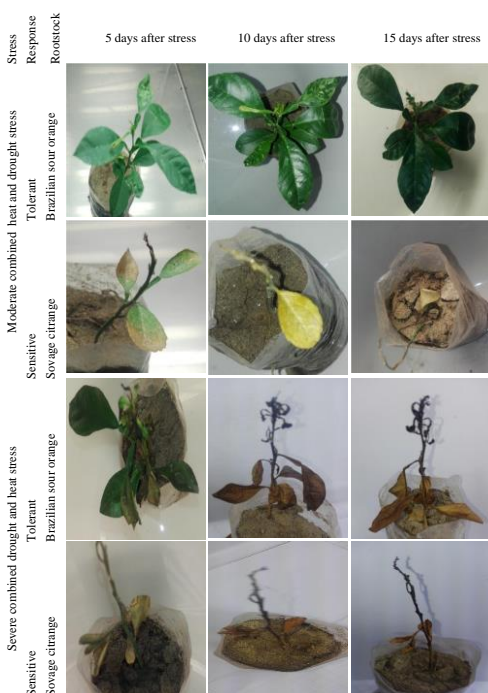 Stress
Response
Rootstock
5 days after stress
10 days after stress
15 days after stress
Moderate combined heat and drought stress
Tolerant
Brazilian sour orange
Sensitive
Sovage citrange
Severe combined drought and heat stress
Tolerant
Brazilian sour orange
Sensitive
Sovage citrange